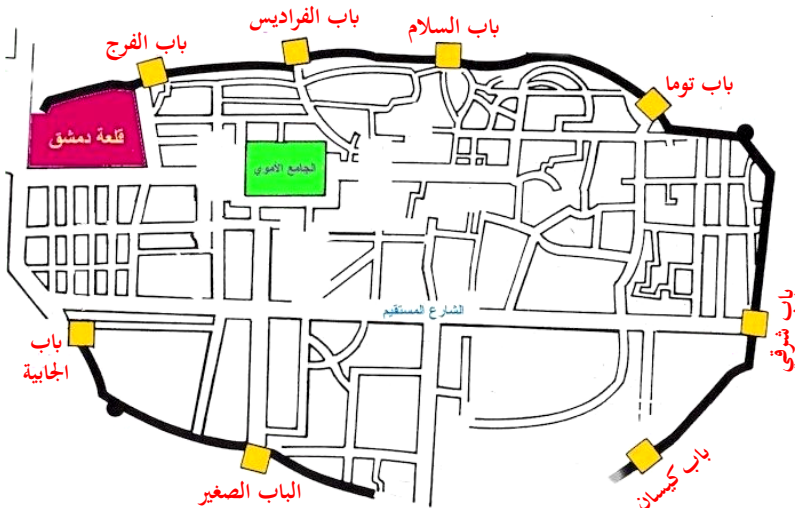 باب السلام
باب الفراديس
باب الفرج
باب توما
قلعة دمشق
الجامع الأموي
الشارع المستقيم
باب شرقي
باب
الجابية
باب كيسان
الباب الصغير